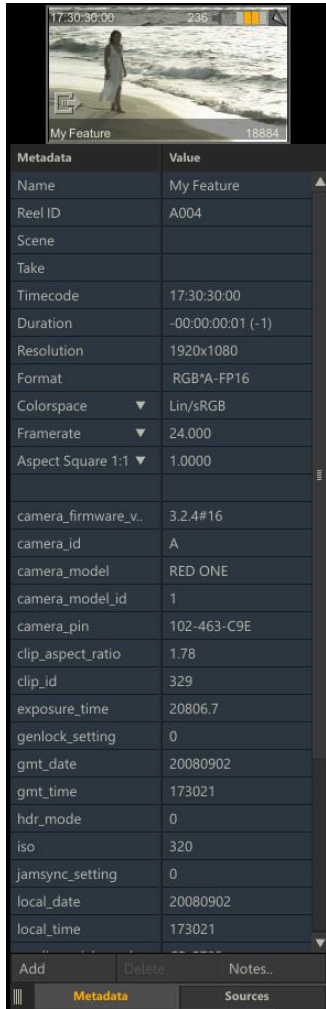 17:30:30:00 236
My Feature 18884
Metadata Value
Name My Feature
Reel ID A004
Scene
Take
Timecode 17:30:30:00
Duration -00:00:00:01 (-1)
Resolution 1920x1080
Format RGB*A-FP16
Colorspace ▼ Lin/sRGB
Framerate ▼ 24.000
Aspect Square 1:1 ▼ 1.0000
camera_firmware_v.. 3.2.4#16
camera_id A
camera_model RED ONE
camera_model_id 1
camera_pin 102-463-C9E
clip_aspect_ratio 1.78
clip_id 329
exposure_time 20806.7
genlock_setting 0
gmt_date 20080902
gmt_time 173021
hdr_mode 0
iso 320
jamsync_setting 0
local_date 20080902
local_time 173021
Add Delete Notes..
Metadata Sources